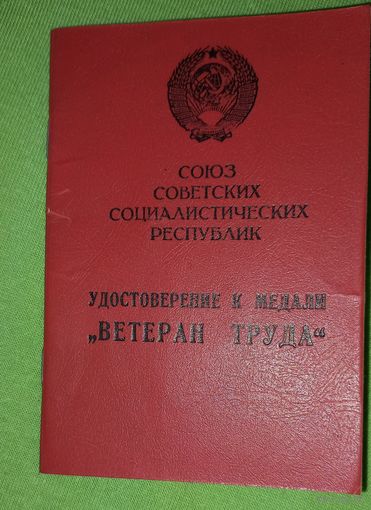 СОЮЗ
СОВЕТСКИХ
СОЦИАЛИСТИЧЕСКИХ
РЕСПУБЛИК
УДОСТОВЕРЕНИЕ К МЕДАЛИ
„ВЕТЕРАН ТРУДА“